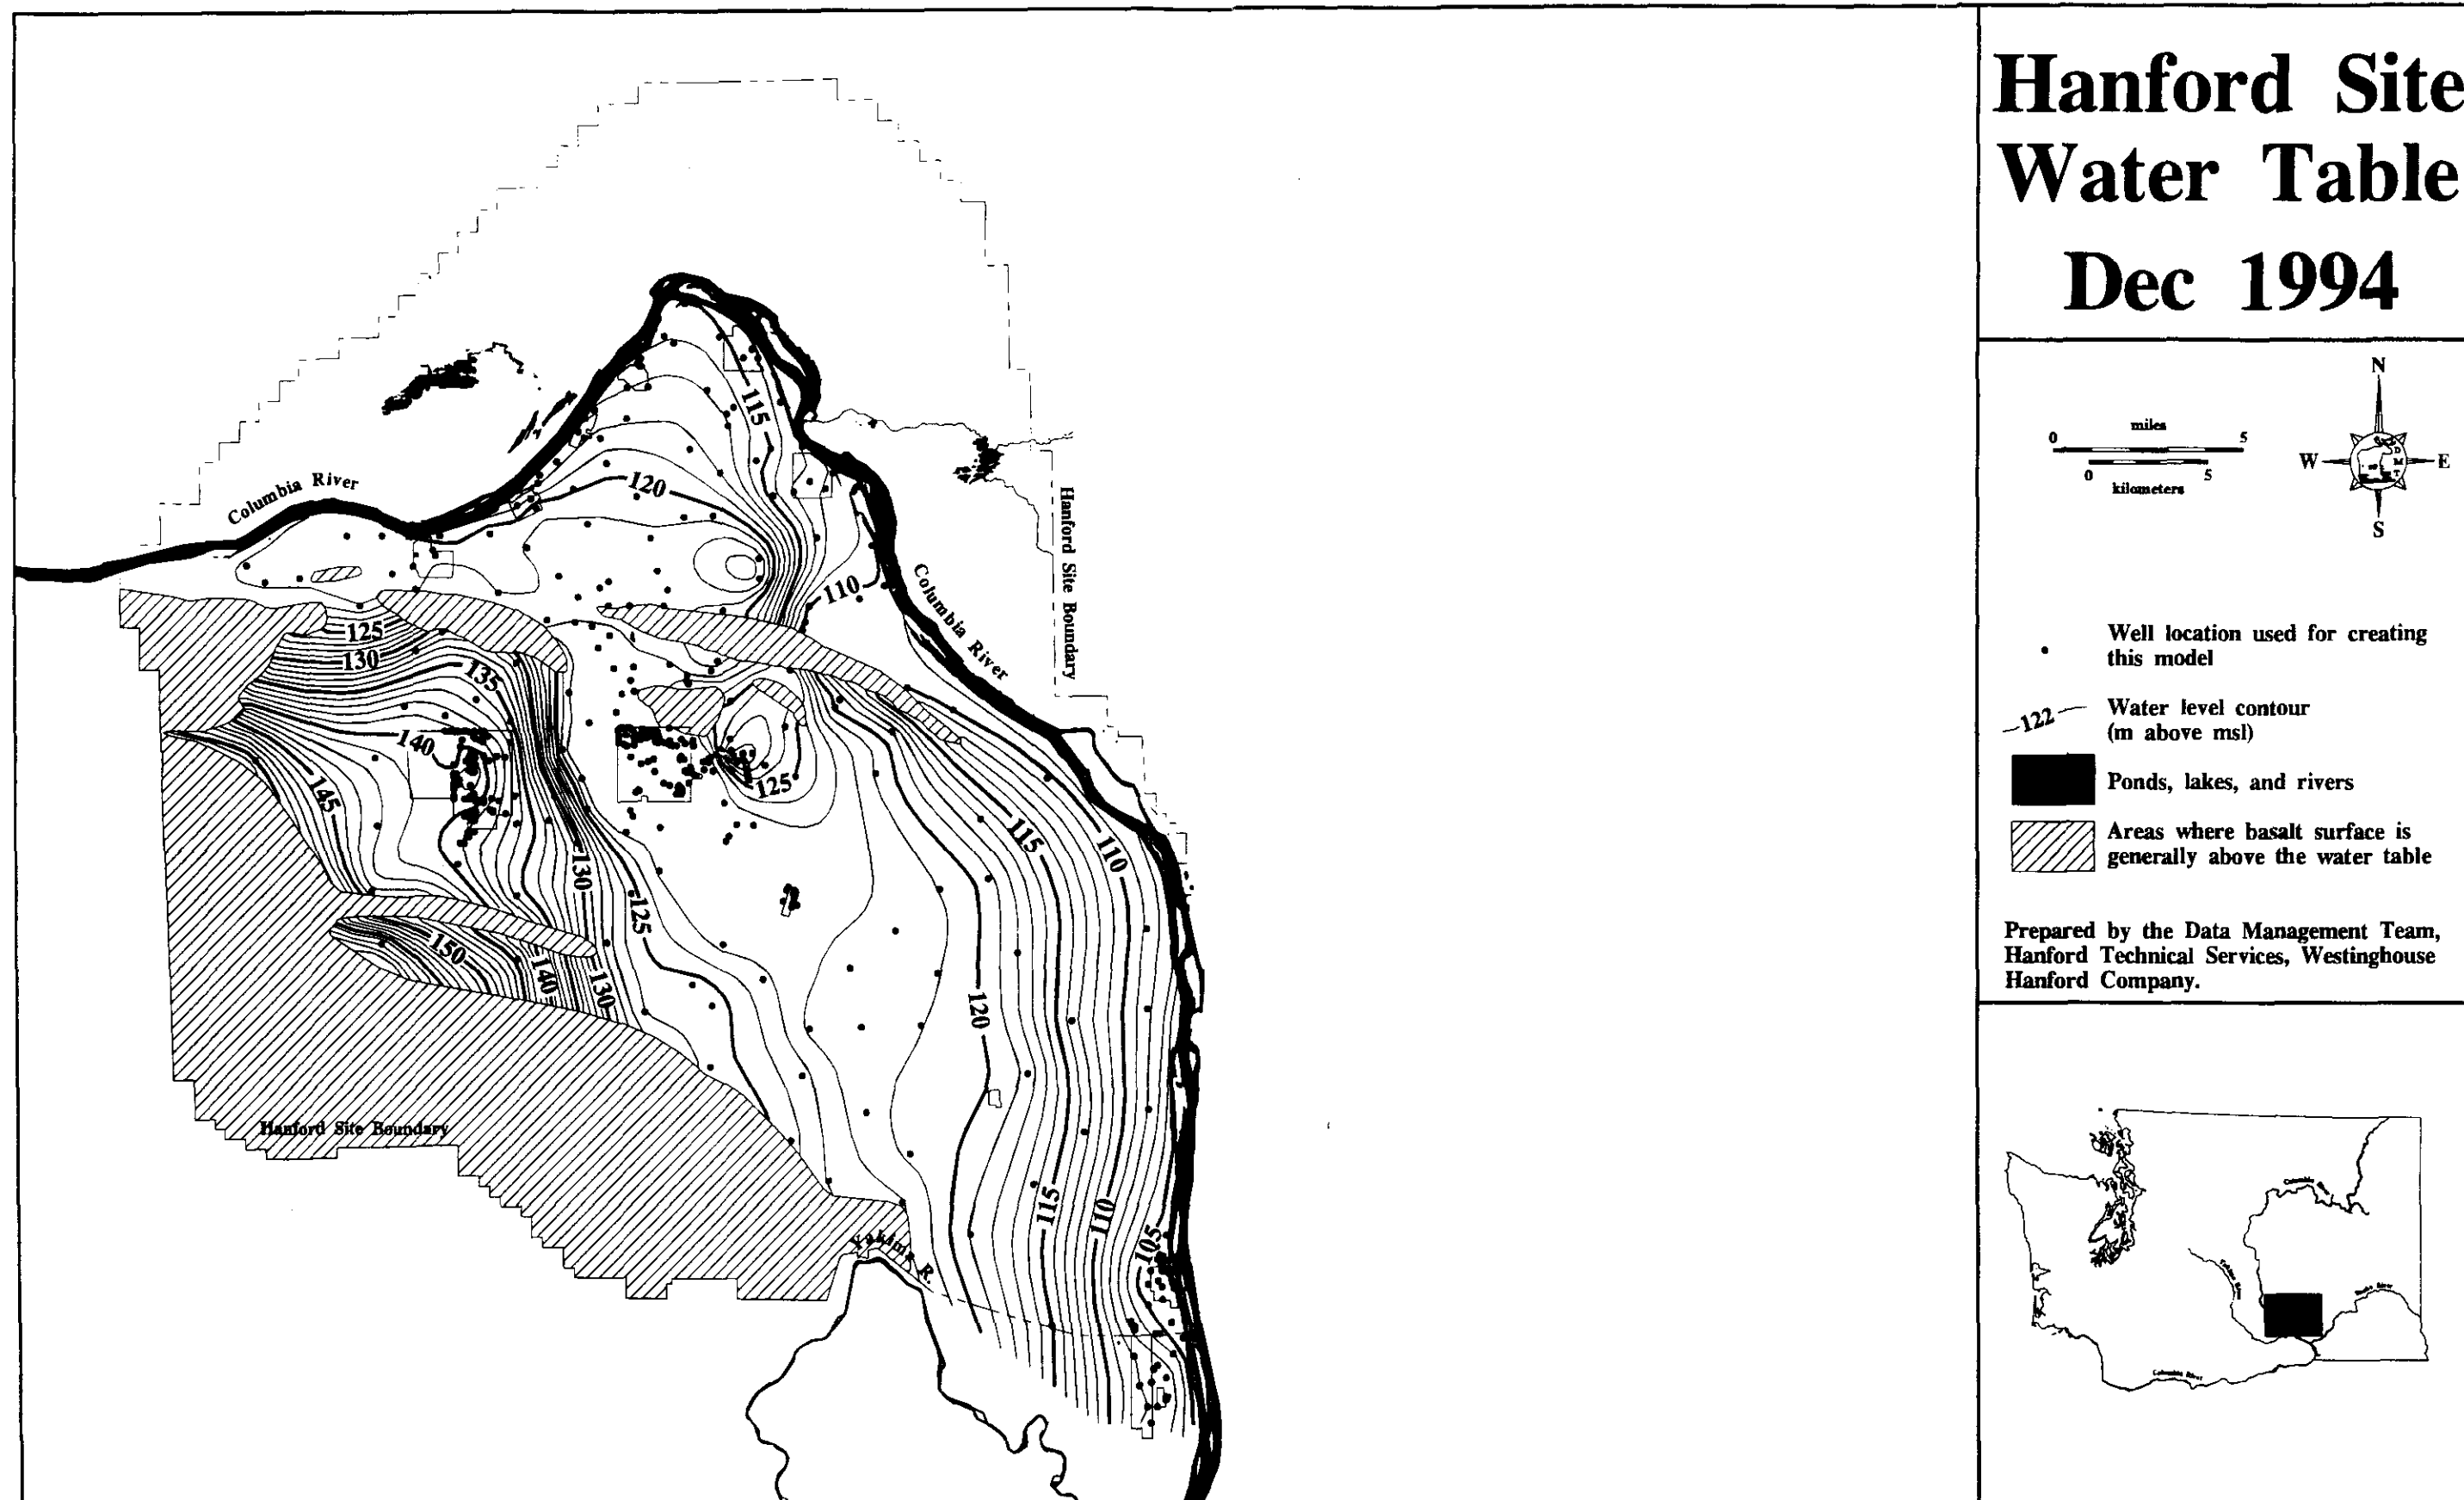 Hanford Site
Water Table
Dec 1994
miles
0 5
0 5
kilometers
N
W E
S
Well location used for creating
this model
122
Water level contour
(m above msl)
Ponds, lakes, and rivers
Areas where basalt surface is
generally above the water table
Prepared by the Data Management Team,
Hanford Technical Services, Westinghouse
Hanford Company.
Columbia River
Columbia River
Hanford Site Boundary
Hanford Site Boundary
Yakima R.
115
120
110
125
130
135
140
145
125
130
125
115
110
150
140
130
120
115
110
105
Columbia River
Columbia River